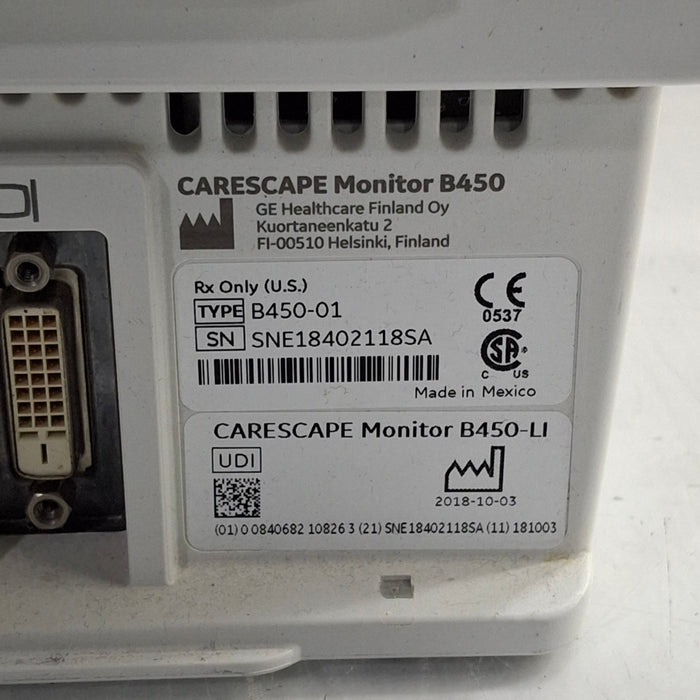 CARESCAPE Monitor B450
GE Healthcare Finland Oy
Kuortaneenkatu 2
FI-00510 Helsinki, Finland
Rx Only (U.S.)
TYPE B450-01
SN SNE18402118SA
CE
0537
SA
C US
Made in Mexico
CARESCAPE Monitor B450-LI
UDI
2018-10-03
(01) 0 0840682 10826 3 (21) SNE18402118SA (11) 181003